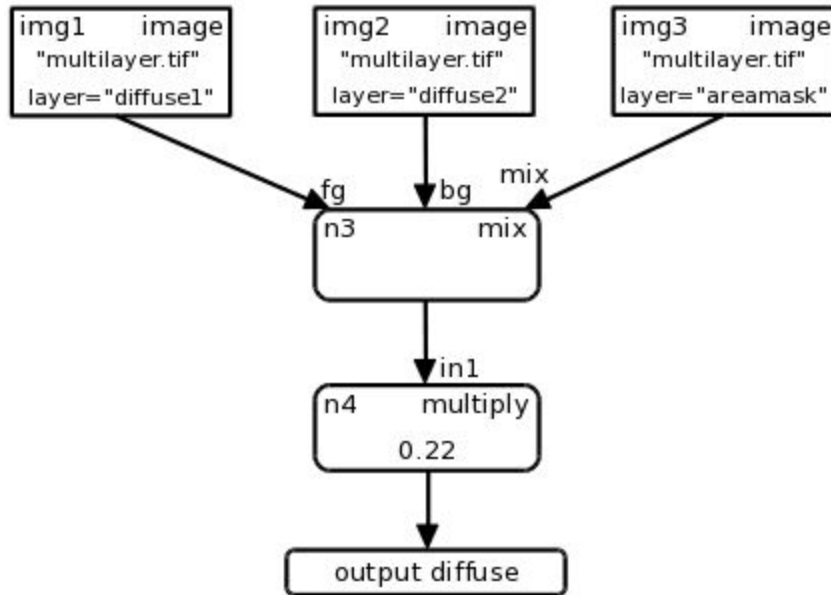 img1 image
"multilayer.tif"
layer="diffuse1"
img2 image
"multilayer.tif"
layer="diffuse2"
img3 image
"multilayer.tif"
layer="areamask"
fg
bg
mix
n3 mix
in1
n4 multiply
0.22
output diffuse